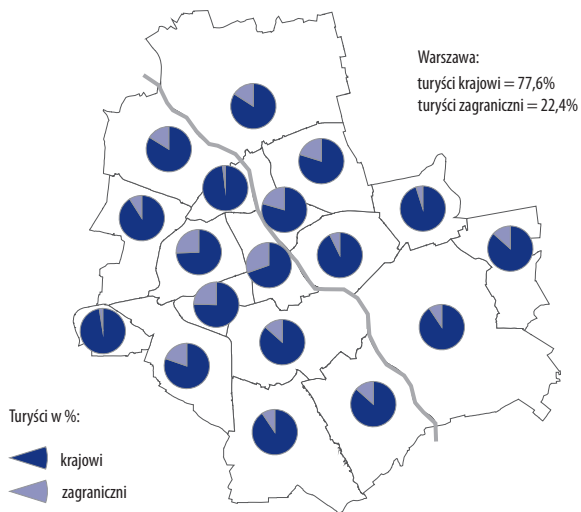 Warszawa:
turyści krajowi = 77,6%
turyści zagraniczni = 22,4%
Turyści w %:
krajowi
zagraniczni